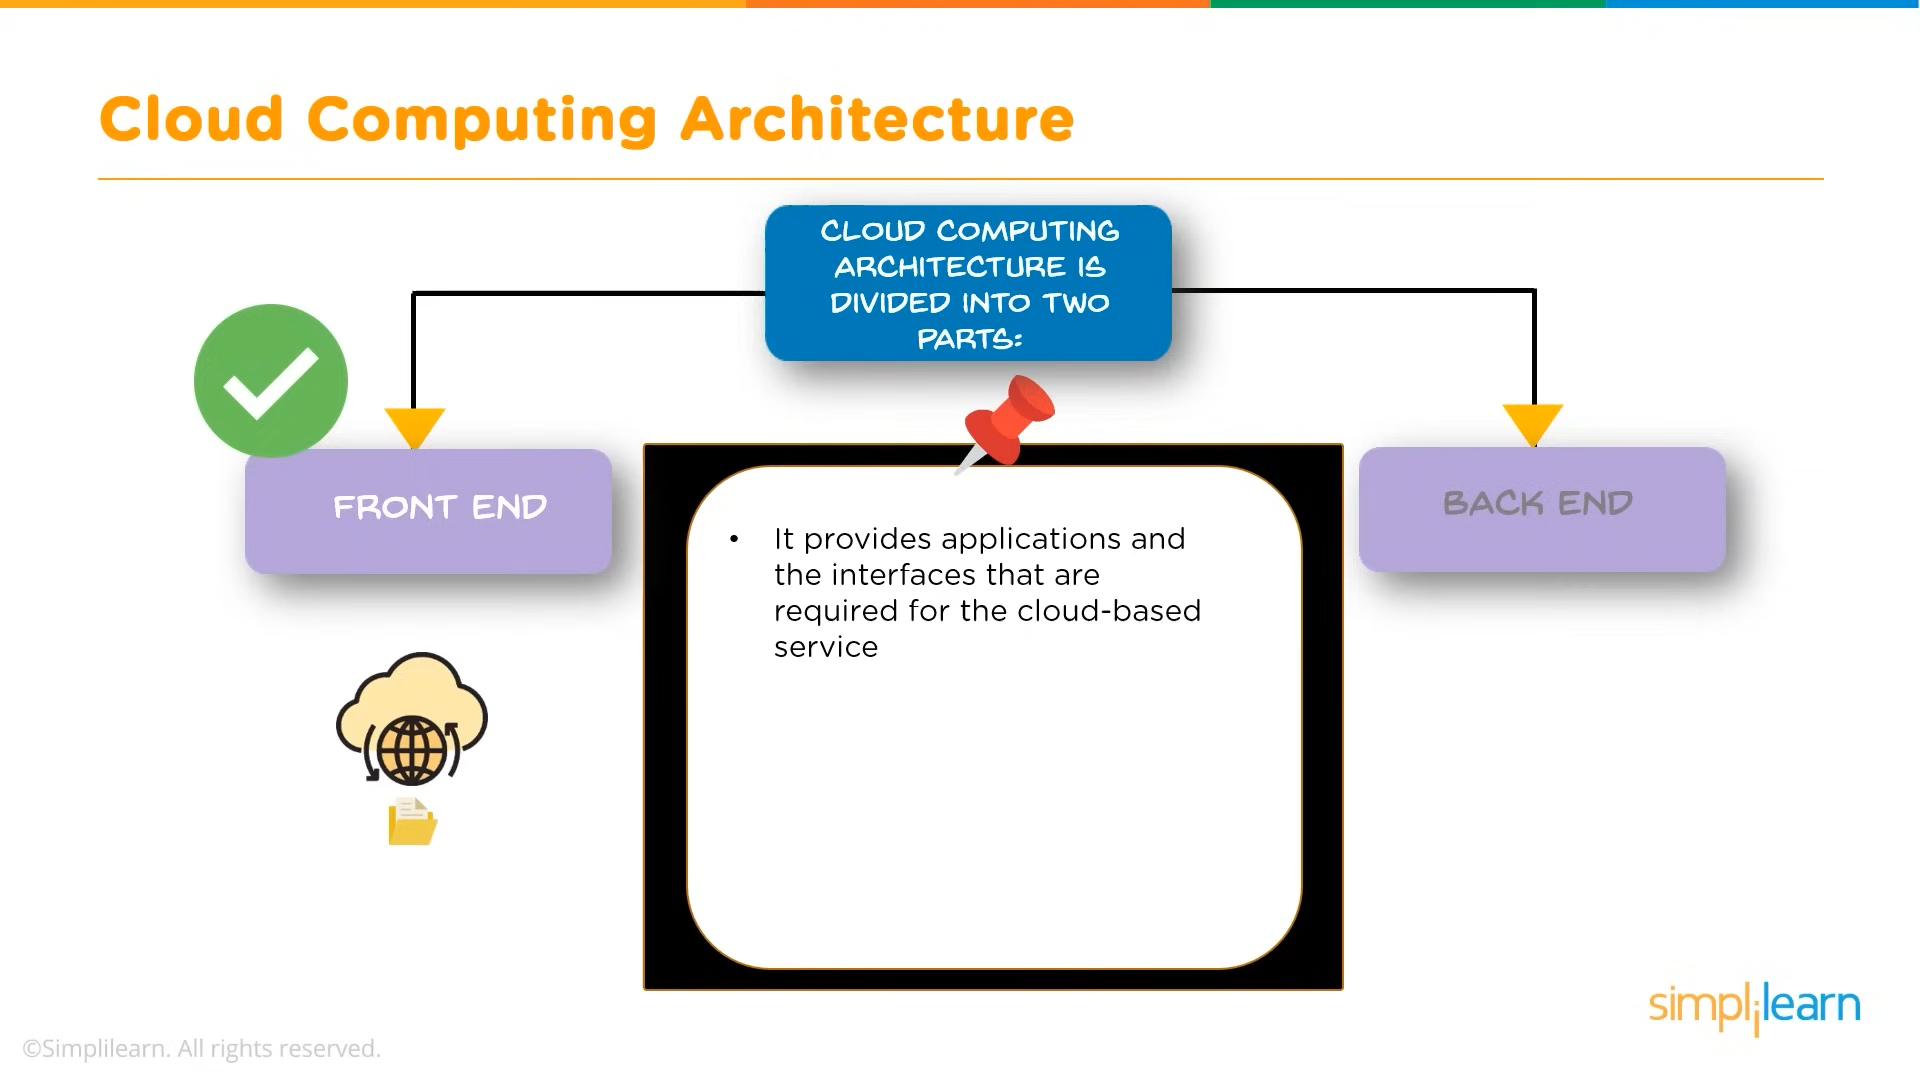 Cloud Computing Architecture
CLOUD COMPUTING
ARCHITECTURE IS
DIVIDED INTO TWO
PARTS:
FRONT END
BACK END
• It provides applications and
the interfaces that are
required for the cloud-based
service
simplilearn
©Simplilearn. All rights reserved.